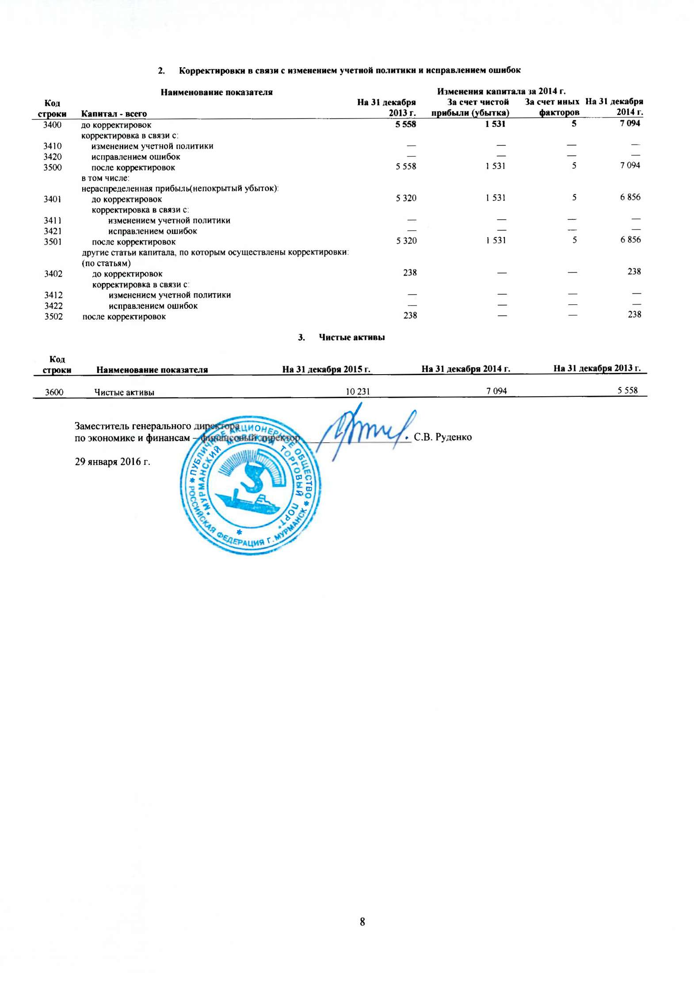 2. Корректировки в связи с изменением учетной политики и исправлением ошибок
Наименование показателя Изменения капитала за 2014 г.
Код строки Капитал - всего На 31 декабря 2013 г. За счет чистой прибыли (убытка) За счет иных факторов На 31 декабря 2014 г.
3400 до корректировок 5 558 1 531 5 7 094
корректировка в связи с:
3410 изменением учетной политики — — — —
3420 исправлением ошибок — — — —
3500 после корректировок 5 558 1 531 5 7 094
в том числе:
нераспределенная прибыль(непокрытый убыток):
3401 до корректировок 5 320 1 531 5 6 856
корректировка в связи с:
3411 изменением учетной политики — — — —
3421 исправлением ошибок — — — —
3501 после корректировок 5 320 1 531 5 6 856
другие статьи капитала, по которым осуществлены корректировки:
(по статьям)
3402 до корректировок 238 — — 238
корректировка в связи с:
3412 изменением учетной политики — — — —
3422 исправлением ошибок — — — —
3502 после корректировок 238 — — 238
3. Чистые активы
Код строки Наименование показателя На 31 декабря 2015 г. На 31 декабря 2014 г. На 31 декабря 2013 г.
3600 Чистые активы 10 231 7 094 5 558
Заместитель генерального директора
по экономике и финансам – финансовый директор С.В. Руденко
29 января 2016 г.
* ПУБЛИЧНОЕ АКЦИОНЕРНОЕ ОБЩЕСТВО *
РОССИЙСКАЯ ФЕДЕРАЦИЯ Г. МУРМАНСК
"МУРМАНСКИЙ МОРСКОЙ ТОРГОВЫЙ ПОРТ"
*
8